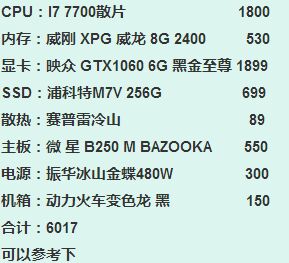 CPU：I7 7700散片 1800
内存：威刚 XPG 威龙 8G 2400 530
显卡：映众 GTX1060 6G 黑金至尊 1899
SSD：浦科特M7V 256G 699
散热：赛普雷冷山 89
主板：微 星 B250 M BAZOOKA 550
电源：振华冰山金蝶480W 300
机箱：动力火车变色龙 黑 150
合计：6017
可以参考下